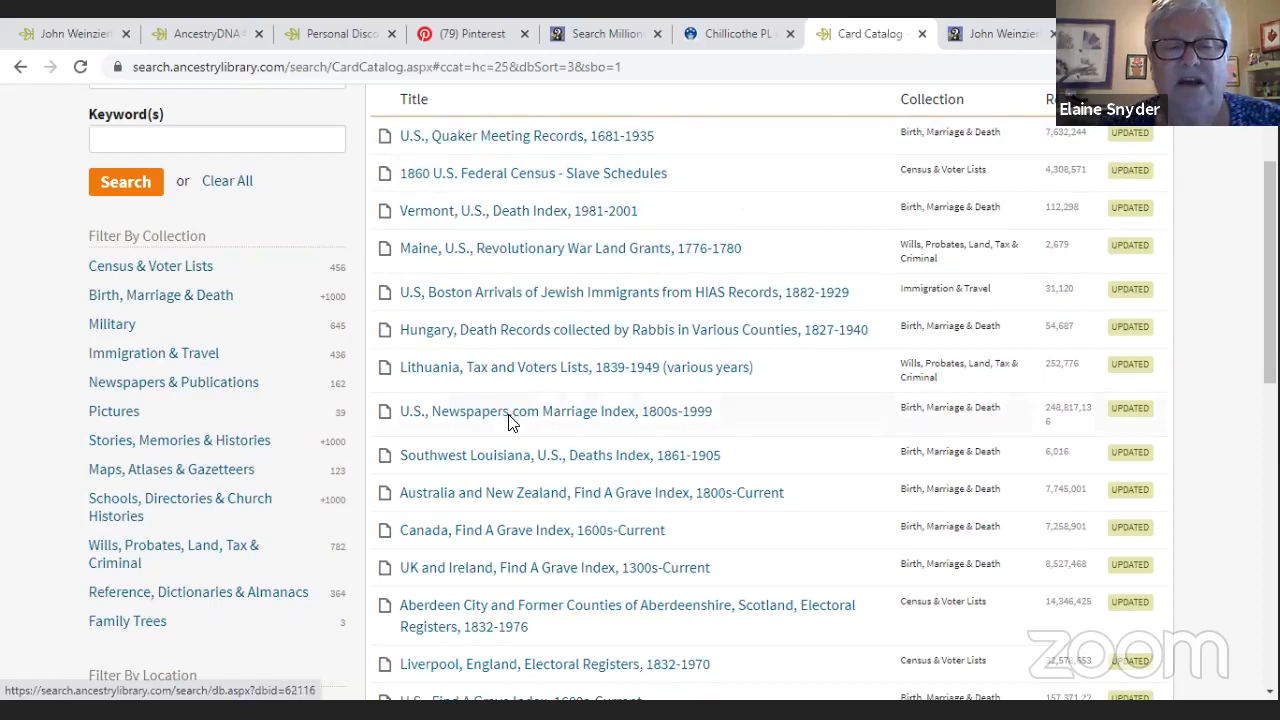 John Weinzier
AncestryDNA®
Personal Disco
(79) Pinterest
Search Million
Chillicothe PL
Card Catalog -
John Weinzier
search.ancestrylibrary.com/search/CardCatalog.aspx#ccat=hc=25&dbSort=3&sbo=1
Elaine Snyder
Keyword(s)
Search or Clear All
Filter By Collection
Census & Voter Lists 456
Birth, Marriage & Death +1000
Military 645
Immigration & Travel 436
Newspapers & Publications 162
Pictures 39
Stories, Memories & Histories +1000
Maps, Atlases & Gazetteers 123
Schools, Directories & Church
Histories +1000
Wills, Probates, Land, Tax &
Criminal 782
Reference, Dictionaries & Almanacs 364
Family Trees 3
Filter By Location
Title Collection
U.S., Quaker Meeting Records, 1681-1935 Birth, Marriage & Death 7,632,244 UPDATED
1860 U.S. Federal Census - Slave Schedules Census & Voter Lists 4,308,571 UPDATED
Vermont, U.S., Death Index, 1981-2001 Birth, Marriage & Death 112,298 UPDATED
Maine, U.S., Revolutionary War Land Grants, 1776-1780 Wills, Probates, Land, Tax &
Criminal 2,679 UPDATED
U.S, Boston Arrivals of Jewish Immigrants from HIAS Records, 1882-1929 Immigration & Travel 31,120 UPDATED
Hungary, Death Records collected by Rabbis in Various Counties, 1827-1940 Birth, Marriage & Death 54,687 UPDATED
Lithuania, Tax and Voters Lists, 1839-1949 (various years) Wills, Probates, Land, Tax &
Criminal 252,776 UPDATED
U.S., Newspapers.com Marriage Index, 1800s-1999 Birth, Marriage & Death 248,817,13
6 UPDATED
Southwest Louisiana, U.S., Deaths Index, 1861-1905 Birth, Marriage & Death 6,016 UPDATED
Australia and New Zealand, Find A Grave Index, 1800s-Current Birth, Marriage & Death 7,745,001 UPDATED
Canada, Find A Grave Index, 1600s-Current Birth, Marriage & Death 7,258,901 UPDATED
UK and Ireland, Find A Grave Index, 1300s-Current Birth, Marriage & Death 8,527,468 UPDATED
Aberdeen City and Former Counties of Aberdeenshire, Scotland, Electoral
Registers, 1832-1976 Census & Voter Lists 14,346,425 UPDATED
Liverpool, England, Electoral Registers, 1832-1970 Census & Voter Lists UPDATED
U.S., Find A Grave Index, 1600s-Current Birth, Marriage & Death UPDATED
https://search.ancestrylibrary.com/search/db.aspx?dbid=62116
zoom